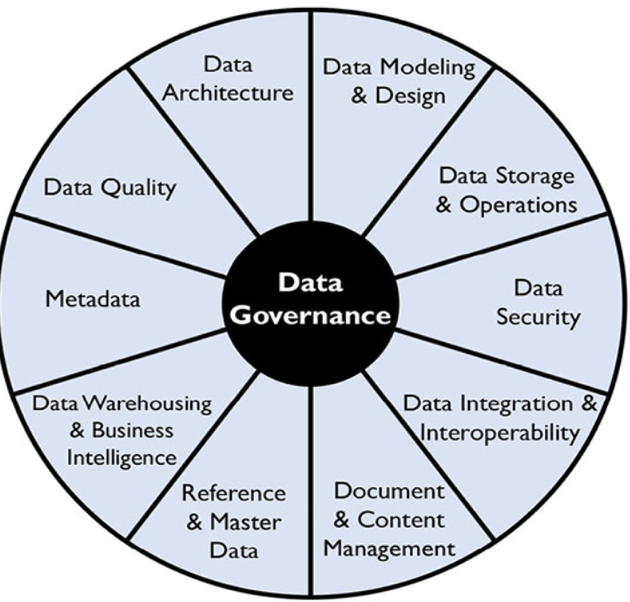 Data
Architecture
Data Modeling
& Design
Data Storage
& Operations
Data
Security
Data Integration &
Interoperability
Document
& Content
Management
Reference
& Master
Data
Data Warehousing
& Business
Intelligence
Metadata
Data Quality
Data
Governance